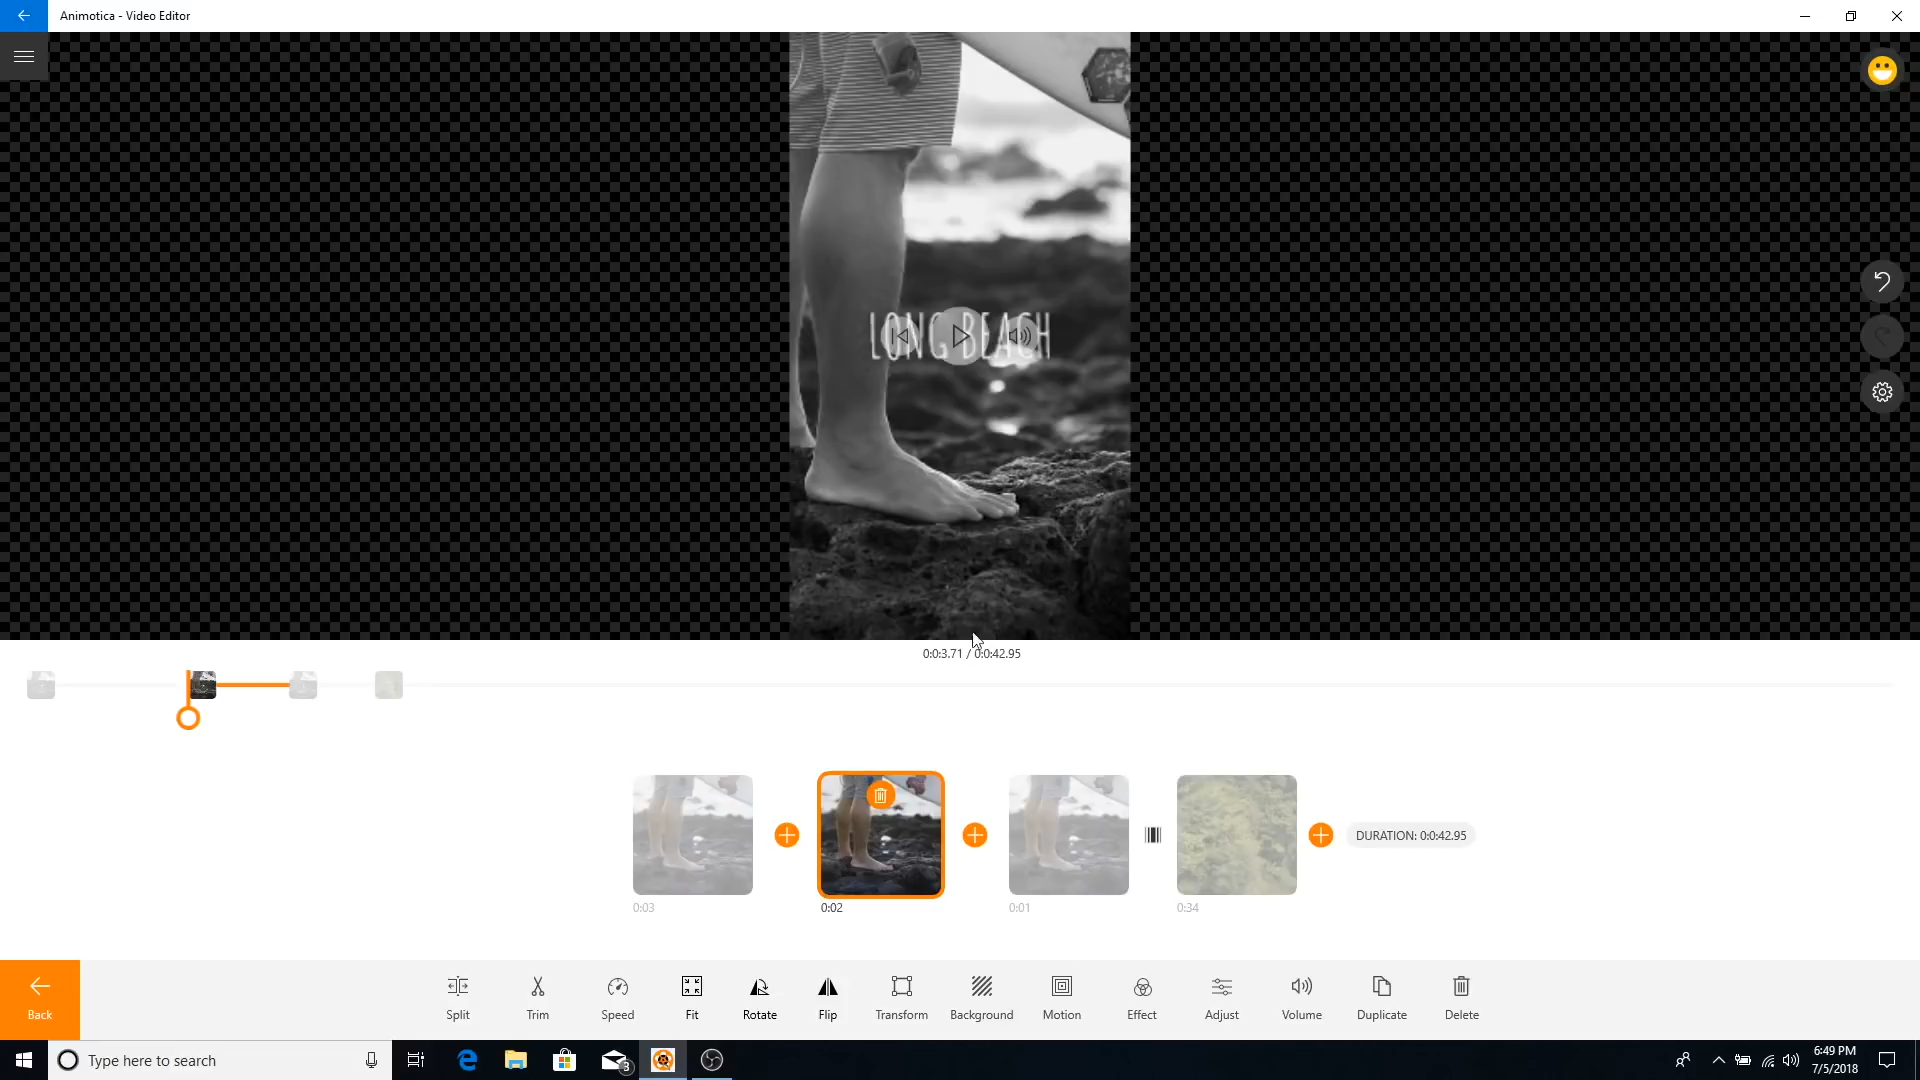 Animotica - Video Editor
LONG BEACH
0:0:3.71 / 0:0:42.95
DURATION: 0:0:42.95
0:03
0:02
0:01
0:34
Back
Split
Trim
Speed
Fit
Rotate
Flip
Transform
Background
Motion
Effect
Adjust
Volume
Duplicate
Delete
Type here to search
3
6:49 PM
7/5/2018